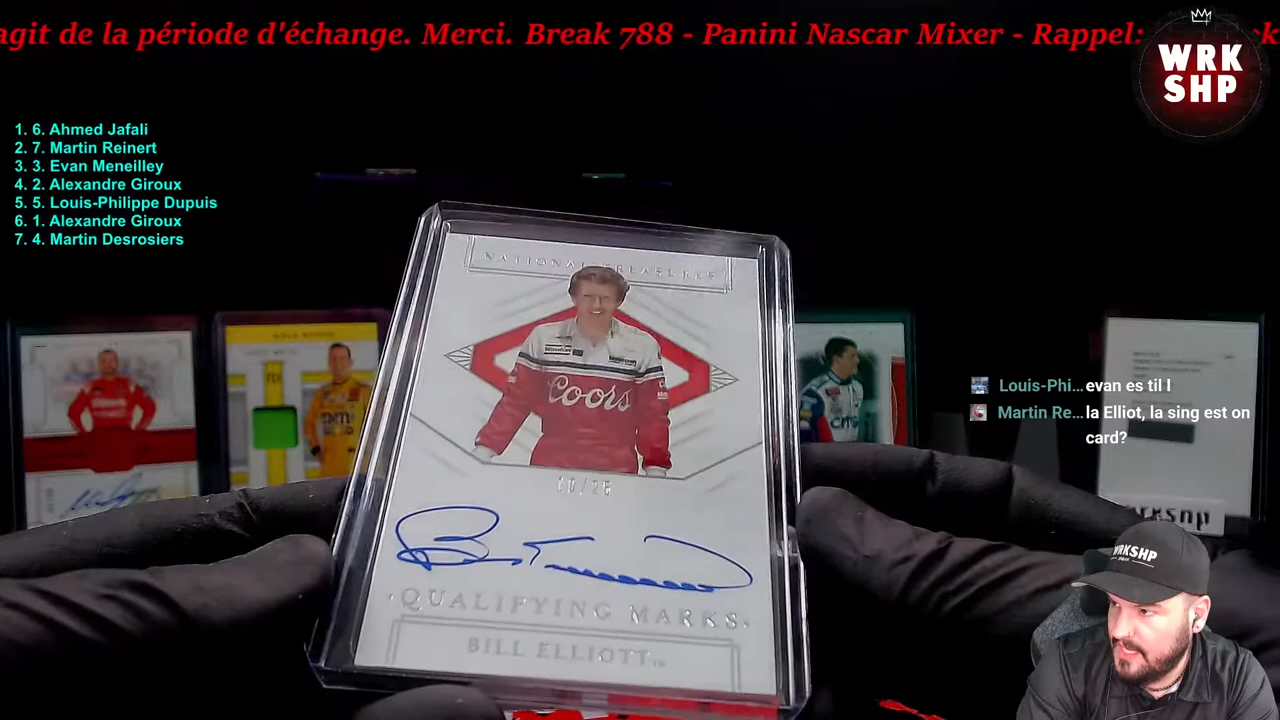 agit de la période d'échange. Merci. Break 788 - Panini Nascar Mixer - Rappel:
WRK
SHP
1. 6. Ahmed Jafali
2. 7. Martin Reinert
3. 3. Evan Meneilley
4. 2. Alexandre Giroux
5. 5. Louis-Philippe Dupuis
6. 1. Alexandre Giroux
7. 4. Martin Desrosiers
NATIONAL TREASURES
Coors
10/26
QUALIFYING MARKS
BILL ELLIOTT
Louis-Phi... evan es til l
Martin Re... la Elliot, la sing est on
card?
WRKSHP